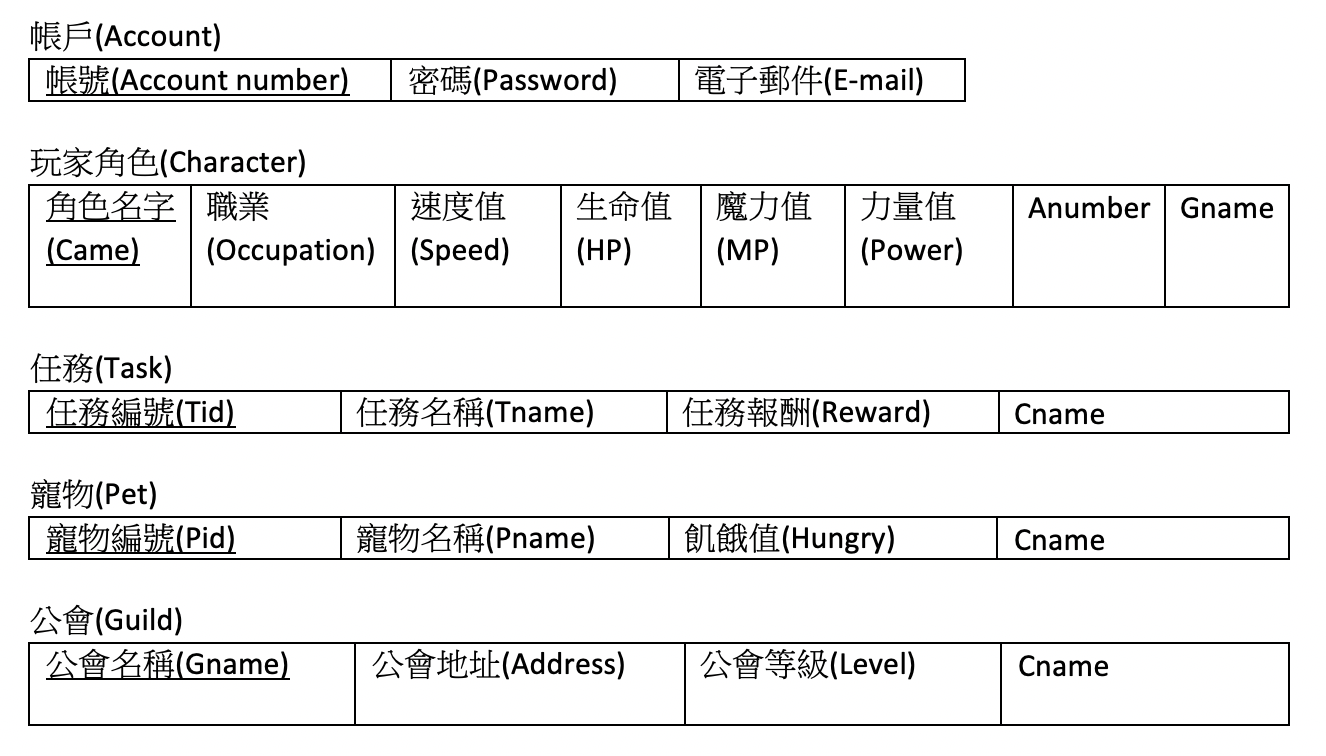 帳戶(Account)
帳號(Account number) 密碼(Password) 電子郵件(E-mail)
玩家角色(Character)
角色名字 職業 速度值 生命值 魔力值 力量值 Anumber Gname
(Came) (Occupation) (Speed) (HP) (MP) (Power)
任務(Task)
任務編號(Tid) 任務名稱(Tname) 任務報酬(Reward) Cname
寵物(Pet)
寵物編號(Pid) 寵物名稱(Pname) 飢餓值(Hungry) Cname
公會(Guild)
公會名稱(Gname) 公會地址(Address) 公會等級(Level) Cname